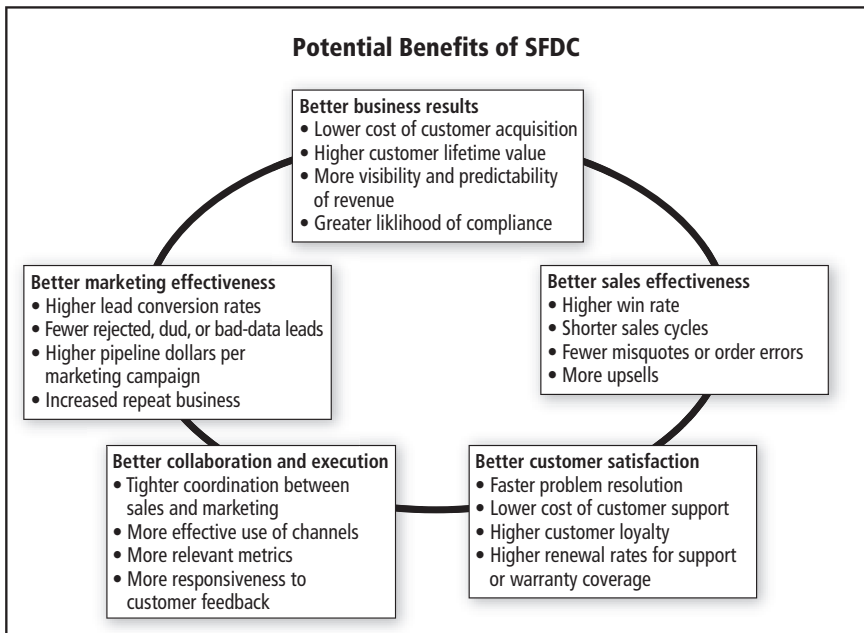 Potential Benefits of SFDC
Better business results
• Lower cost of customer acquisition
• Higher customer lifetime value
• More visibility and predictability
of revenue
• Greater liklihood of compliance
Better marketing effectiveness
• Higher lead conversion rates
• Fewer rejected, dud, or bad-data leads
• Higher pipeline dollars per
marketing campaign
• Increased repeat business
Better sales effectiveness
• Higher win rate
• Shorter sales cycles
• Fewer misquotes or order errors
• More upsells
Better collaboration and execution
• Tighter coordination between
sales and marketing
• More effective use of channels
• More relevant metrics
• More responsiveness to
customer feedback
Better customer satisfaction
• Faster problem resolution
• Lower cost of customer support
• Higher customer loyalty
• Higher renewal rates for support
or warranty coverage